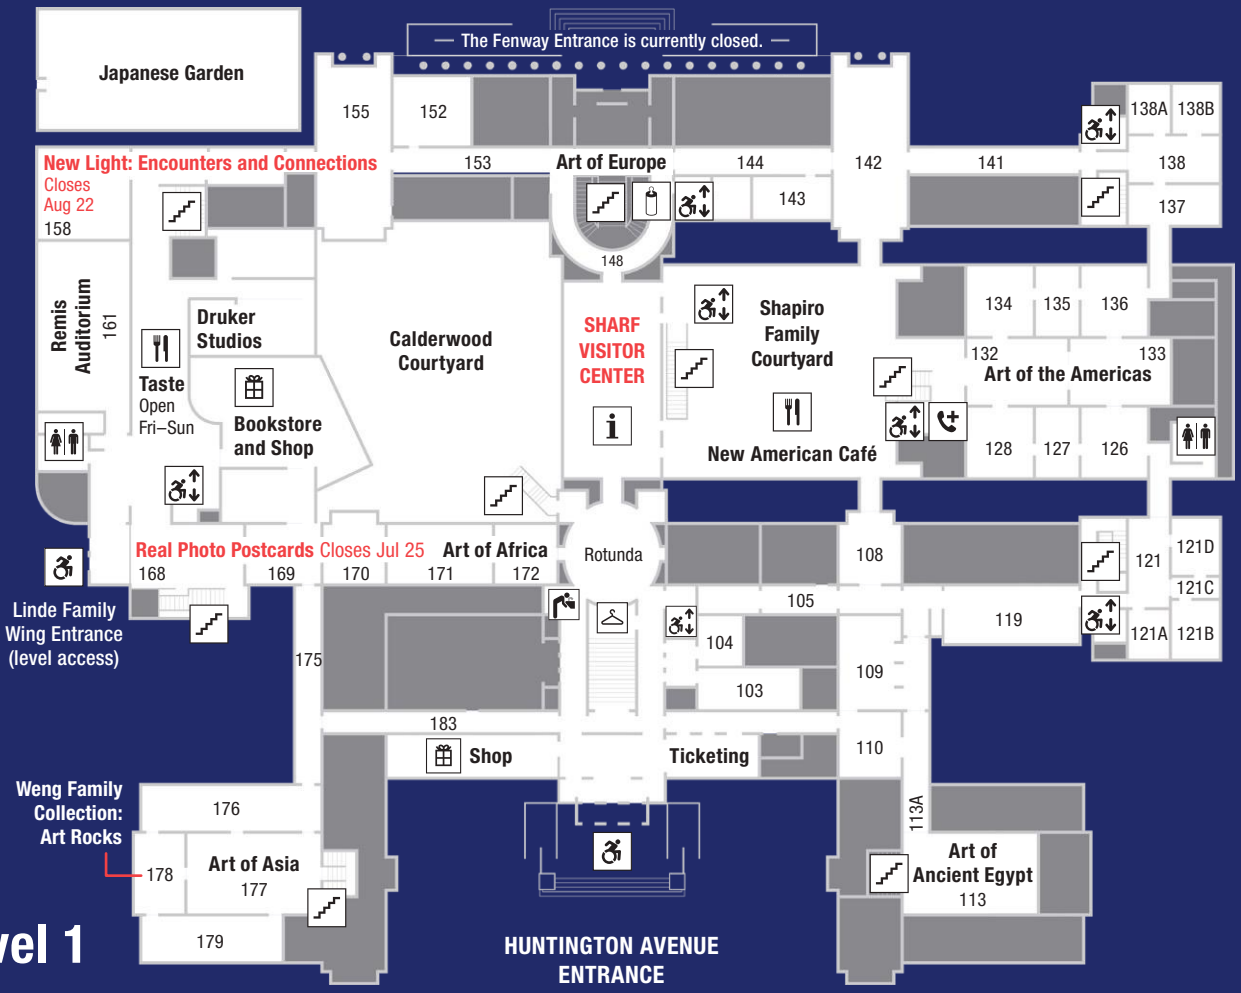 The Fenway Entrance is currently closed.
Japanese Garden
155
152
138A
138B
New Light: Encounters and Connections
Closes
Aug 22
158
153
Art of Europe
144
142
141
138
143
137
148
Remis
Auditorium
161
Druker
Studios
Taste
Open
Fri–Sun
Bookstore
and Shop
Calderwood
Courtyard
SHARF
VISITOR
CENTER
i
Shapiro
Family
Courtyard
New American Café
134
135
136
132
133
Art of the Americas
128
127
126
Real Photo Postcards Closes Jul 25
Art of Africa
168
169
170
171
172
Rotunda
108
121
121D
121C
121A
121B
Linde Family
Wing Entrance
(level access)
175
105
119
104
103
109
183
Shop
Ticketing
110
113A
Weng Family
Collection:
Art Rocks
176
178
Art of Asia
177
179
Art of
Ancient Egypt
113
vel 1
HUNTINGTON AVENUE
ENTRANCE